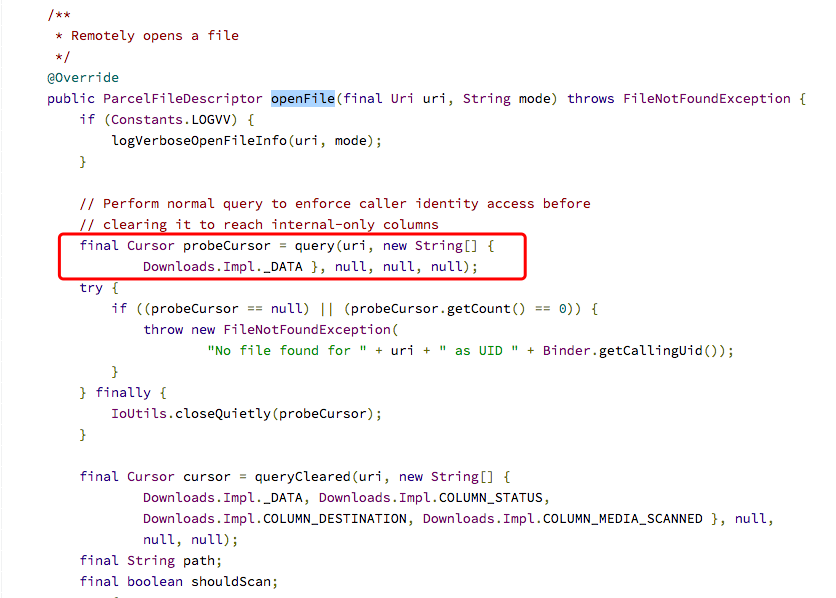 /**
 * Remotely opens a file
 */
@Override
public ParcelFileDescriptor openFile(final Uri uri, String mode) throws FileNotFoundException {
    if (Constants.LOGVV) {
        logVerboseOpenFileInfo(uri, mode);
    }

    // Perform normal query to enforce caller identity access before
    // clearing it to reach internal-only columns
    final Cursor probeCursor = query(uri, new String[] {
            Downloads.Impl._DATA }, null, null, null);
    try {
        if ((probeCursor == null) || (probeCursor.getCount() == 0)) {
            throw new FileNotFoundException(
                    "No file found for " + uri + " as UID " + Binder.getCallingUid());
        }
    } finally {
        IoUtils.closeQuietly(probeCursor);
    }

    final Cursor cursor = queryCleared(uri, new String[] {
            Downloads.Impl._DATA, Downloads.Impl.COLUMN_STATUS,
            Downloads.Impl.COLUMN_DESTINATION, Downloads.Impl.COLUMN_MEDIA_SCANNED }, null,
            null, null);
    final String path;
    final boolean shouldScan;